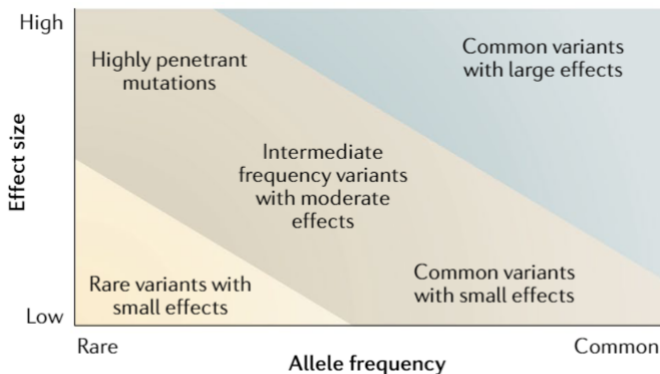 High
Highly penetrant
mutations
Common variants
with large effects
Effect size
Intermediate
frequency variants
with moderate
effects
Rare variants with
small effects
Common variants
with small effects
Low
Rare
Common
Allele frequency